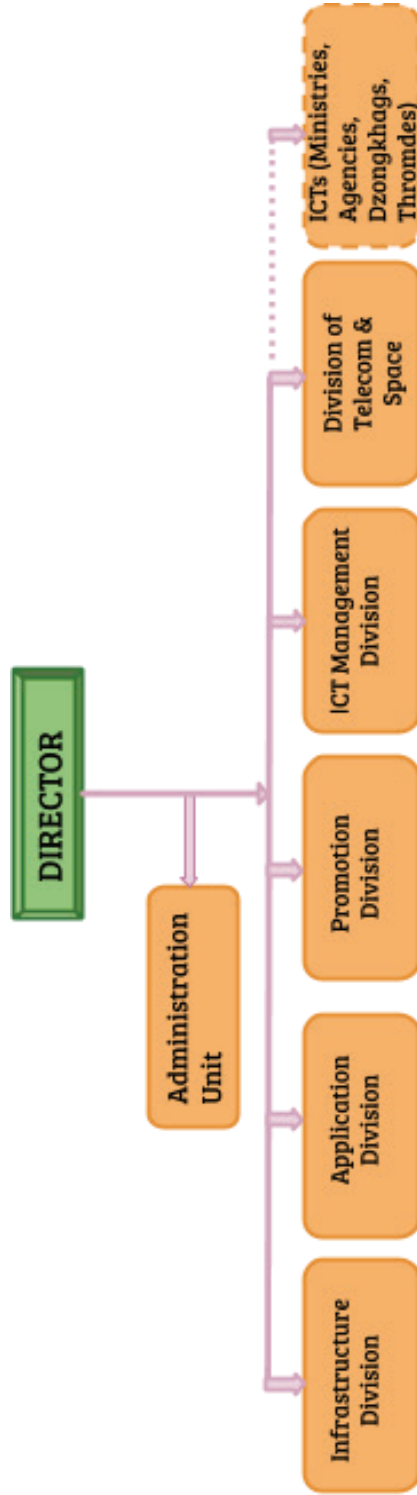 DIRECTOR
Administration
Unit
Infrastructure
Division
Application
Division
Promotion
Division
ICT Management
Division
Division of
Telecom &
Space
ICTs (Ministries,
Agencies,
Dzongkhags,
Thromdes)